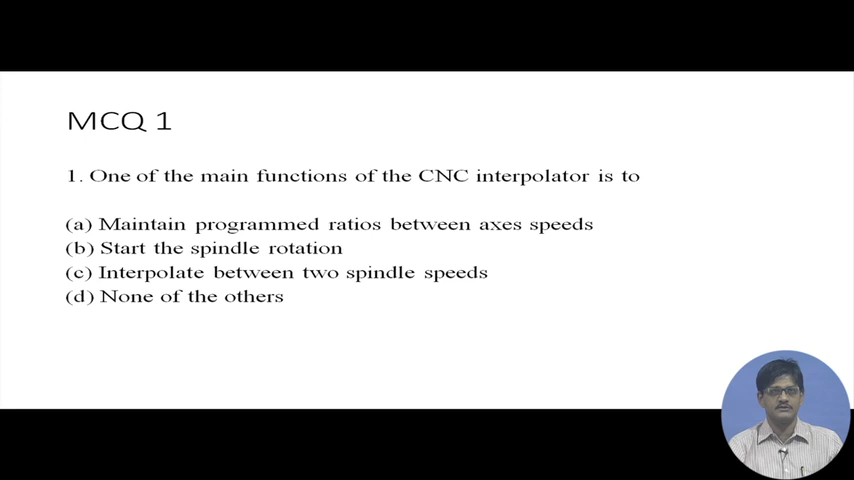 MCQ 1
1. One of the main functions of the CNC interpolator is to
(a) Maintain programmed ratios between axes speeds
(b) Start the spindle rotation
(c) Interpolate between two spindle speeds
(d) None of the others